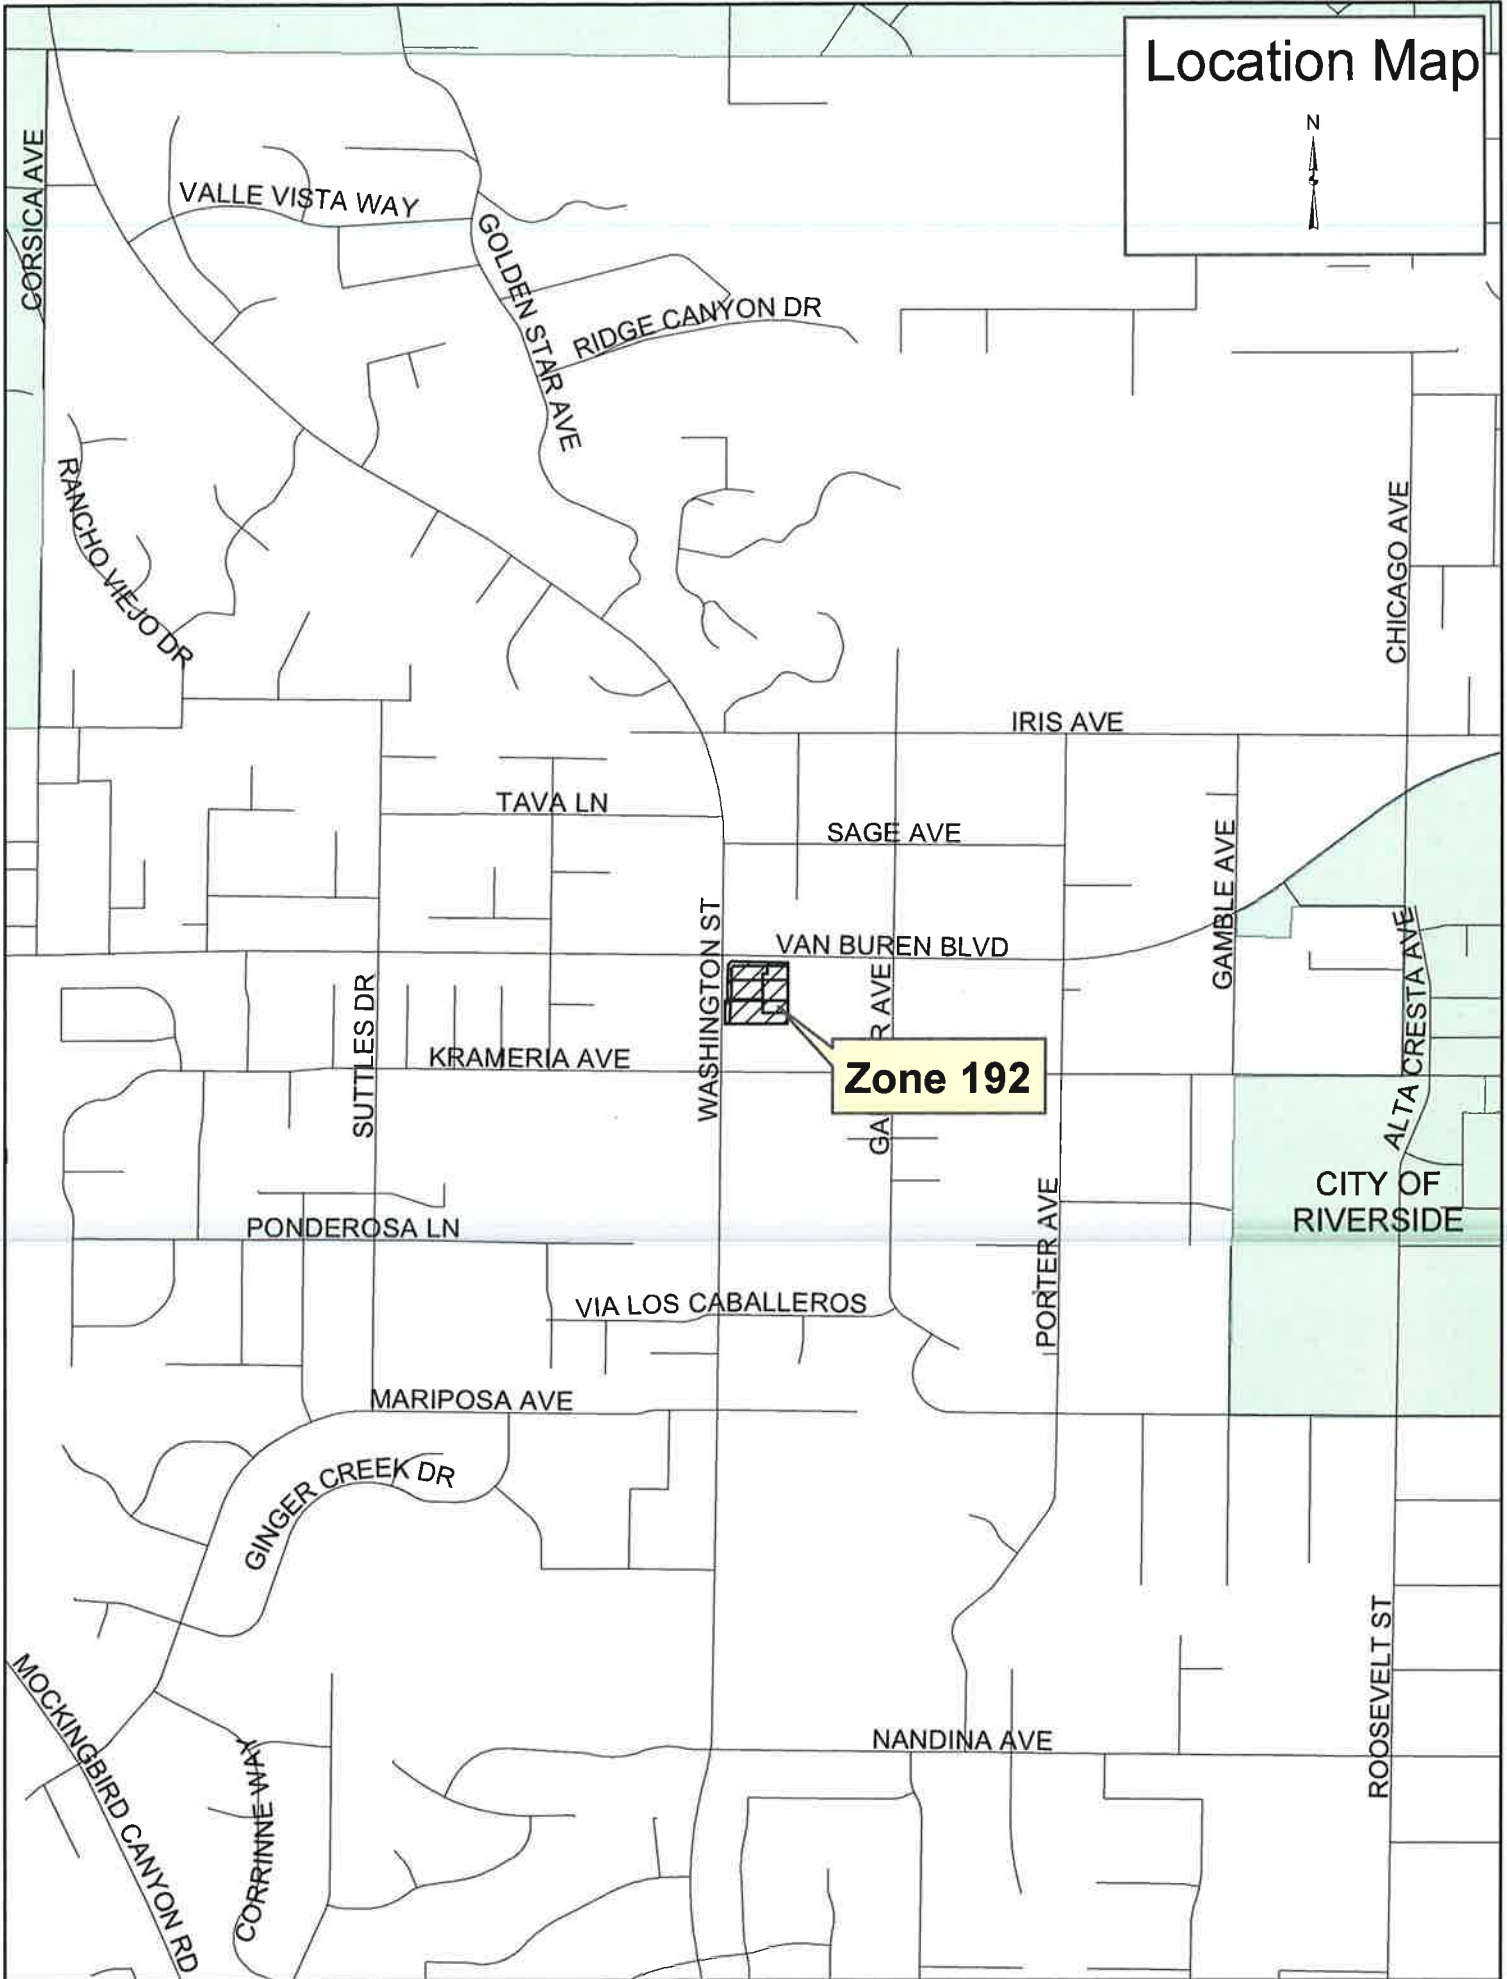 Location Map
N
CORSICA AVE
VALLE VISTA WAY
GOLDEN STAR AVE
RIDGE CANYON DR
RANCHO VIEJO DR
CHICAGO AVE
IRIS AVE
TAVA LN
SAGE AVE
GAMBLE AVE
WASHINGTON ST
VAN BUREN BLVD
ALTA CRESTA AVE
SUTTLES DR
KRAMERIA AVE
Zone 192
CITY OF
RIVERSIDE
PONDEROSA LN
PORTER AVE
VIA LOS CABALLEROS
MARIPOSA AVE
GINGER CREEK DR
ROOSEVELT ST
MOCKINGBIRD CANYON RD
CORRINNE WAY
NANDINA AVE